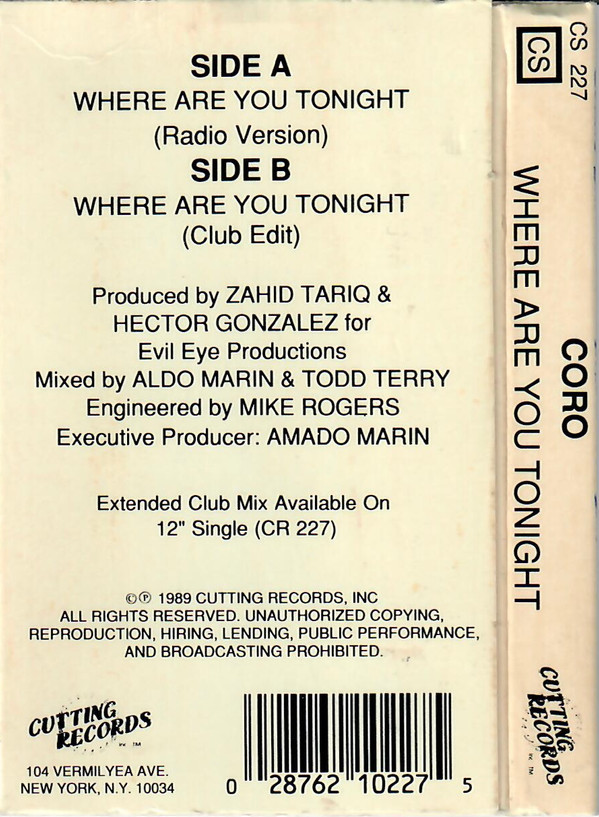 SIDE A
WHERE ARE YOU TONIGHT
(Radio Version)
SIDE B
WHERE ARE YOU TONIGHT
(Club Edit)
Produced by ZAHID TARIQ &
HECTOR GONZALEZ for
Evil Eye Productions
Mixed by ALDO MARIN & TODD TERRY
Engineered by MIKE ROGERS
Executive Producer: AMADO MARIN
Extended Club Mix Available On
12" Single (CR 227)
©℗ 1989 CUTTING RECORDS, INC
ALL RIGHTS RESERVED. UNAUTHORIZED COPYING,
REPRODUCTION, HIRING, LENDING, PUBLIC PERFORMANCE,
AND BROADCASTING PROHIBITED.
CUTTING
RECORDS
INC TM
104 VERMILYEA AVE.
NEW YORK, N.Y. 10034
0 28762 10227 5
CS 227
CS
CORO
WHERE ARE YOU TONIGHT
CUTTING
RECORDS
INC TM